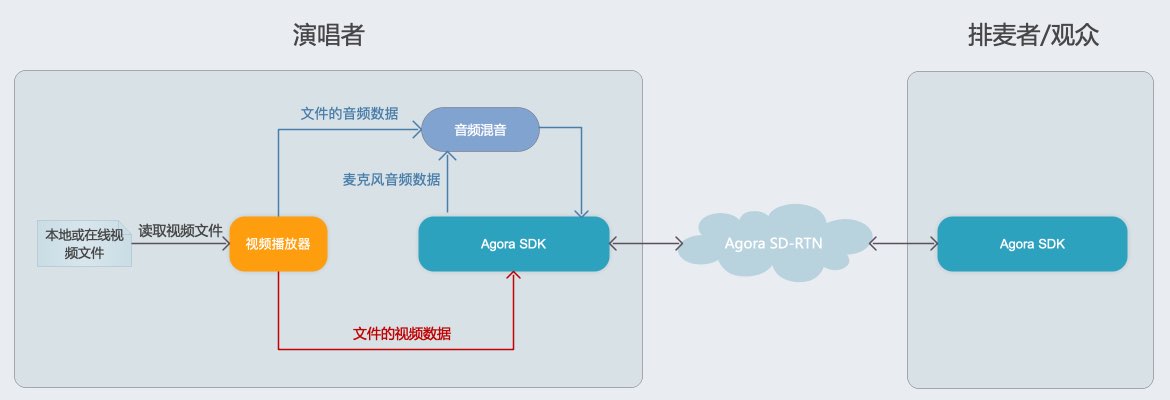 演唱者
排麦者/观众
文件的音频数据
音频混音
麦克风音频数据
本地或在线视
频文件
读取视频文件
视频播放器
Agora SDK
Agora SD-RTN
Agora SDK
文件的视频数据